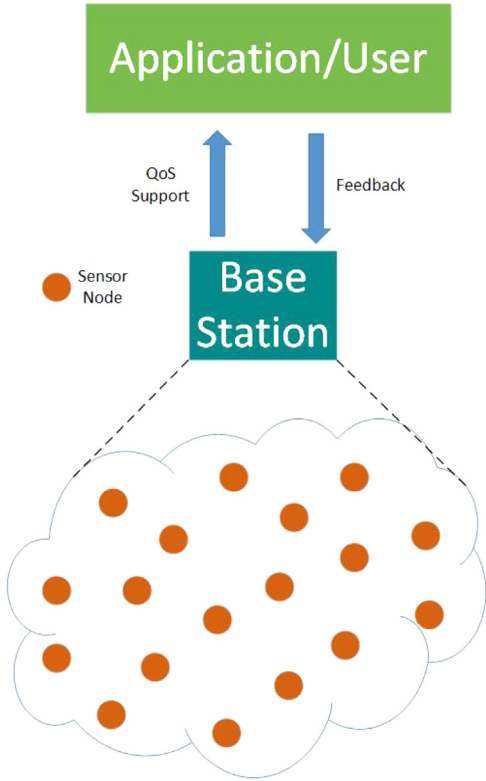 Application/User
QoS
Support
Feedback
Sensor
Node
Base
Station